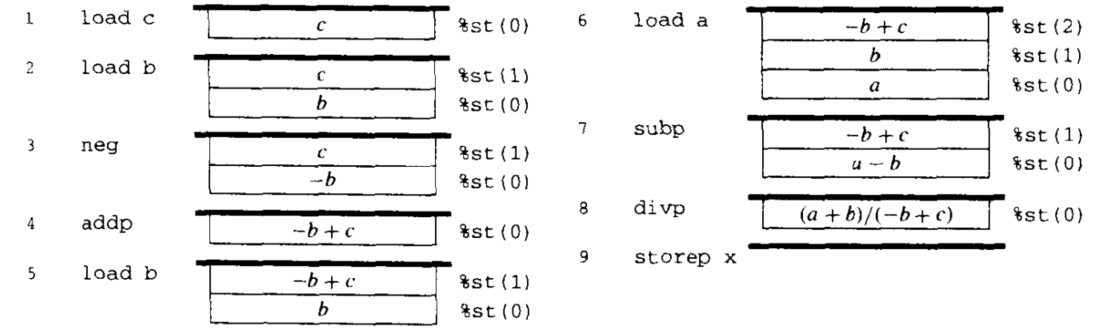 1 load c
c %st(0)
2 load b
c %st(1)
b %st(0)
3 neg
c %st(1)
−b %st(0)
4 addp
−b + c %st(0)
5 load b
−b + c %st(1)
b %st(0)
6 load a
−b + c %st(2)
b %st(1)
a %st(0)
7 subp
−b + c %st(1)
a − b %st(0)
8 divp
(a + b)/(−b + c) %st(0)
9 storep x